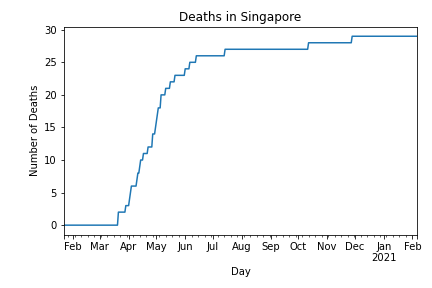 Deaths in Singapore
30
25
20
15
10
5
0
Number of Deaths
Feb Mar Apr May Jun Jul Aug Sep Oct Nov Dec Jan Feb
2021
Day